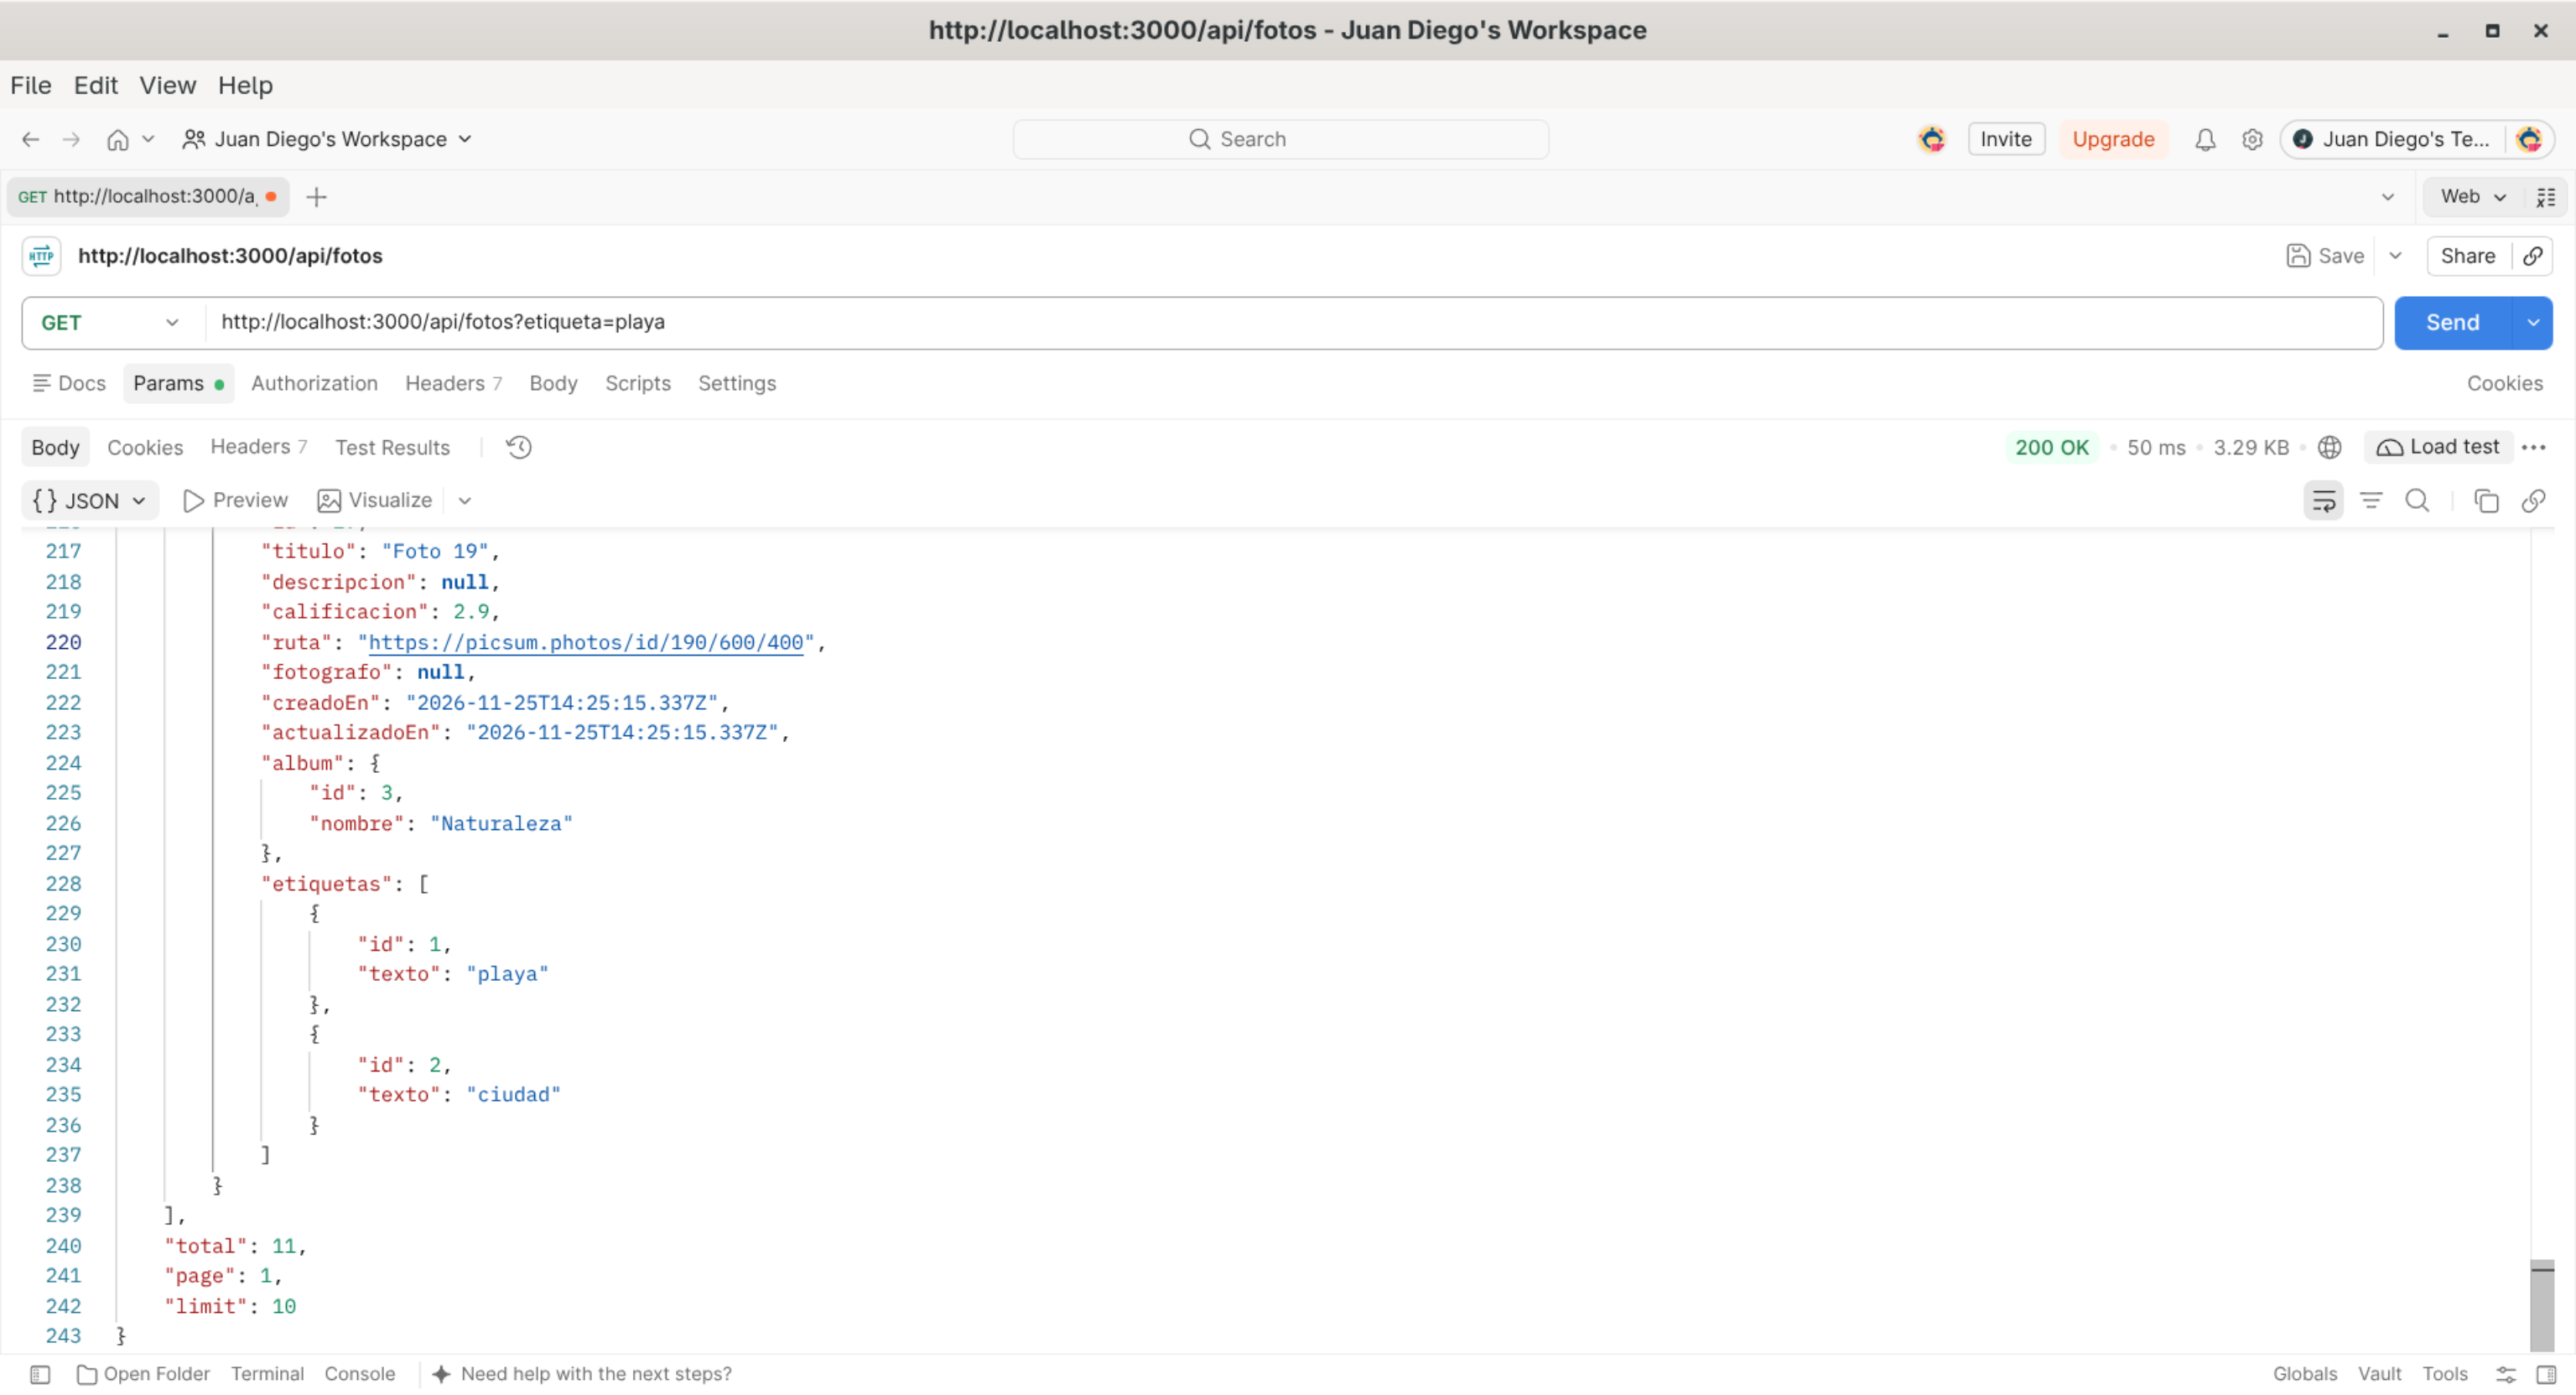 http://localhost:3000/api/fotos - Juan Diego's Workspace
File Edit View Help
Juan Diego's Workspace
Search
Invite
Upgrade
Juan Diego's Te...
GET http://localhost:3000/a
Web
HTTP
http://localhost:3000/api/fotos
Save
Share
GET
http://localhost:3000/api/fotos?etiqueta=playa
Send
Docs Params Authorization Headers 7 Body Scripts Settings
Cookies
Body Cookies Headers 7 Test Results
200 OK • 50 ms • 3.29 KB
Load test
{} JSON
Preview
Visualize
217 "titulo": "Foto 19",
218 "descripcion": null,
219 "calificacion": 2.9,
220 "ruta": "https://picsum.photos/id/190/600/400",
221 "fotografo": null,
222 "creadoEn": "2026-11-25T14:25:15.337Z",
223 "actualizadoEn": "2026-11-25T14:25:15.337Z",
224 "album": {
225 "id": 3,
226 "nombre": "Naturaleza"
227 },
228 "etiquetas": [
229 {
230 "id": 1,
231 "texto": "playa"
232 },
233 {
234 "id": 2,
235 "texto": "ciudad"
236 }
237 ]
238 }
239 ],
240 "total": 11,
241 "page": 1,
242 "limit": 10
243 }
Open Folder Terminal Console
Need help with the next steps?
Globals Vault Tools